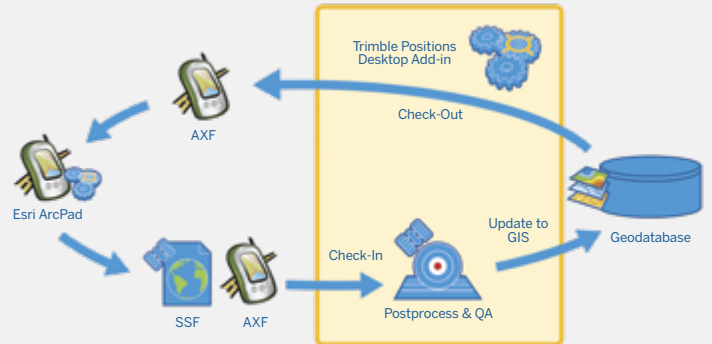 Trimble Positions
Desktop Add-in
Check-Out
AXF
Esri ArcPad
Geodatabase
Update to
GIS
Check-In
Postprocess & QA
SSF
AXF